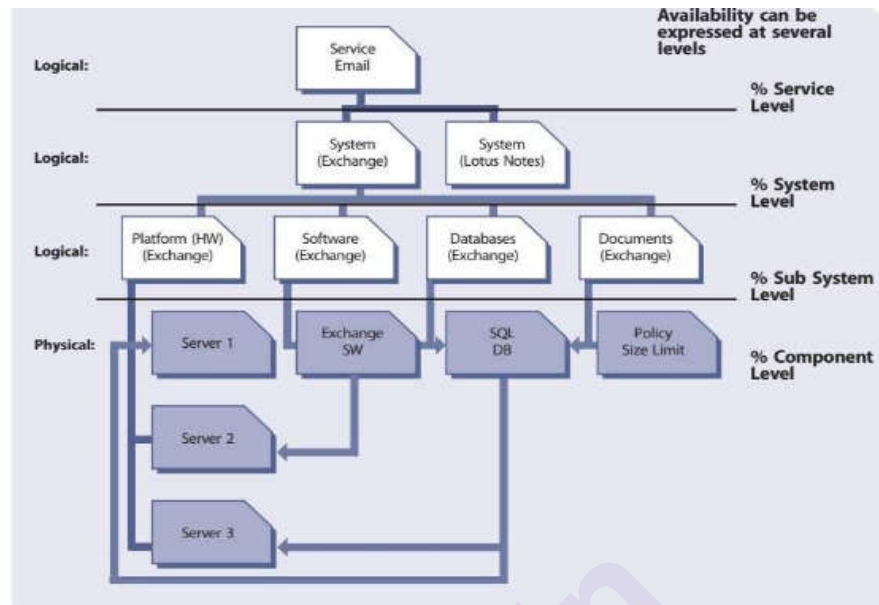 Availability can be
expressed at several
levels
Logical:
Service
Email
% Service
Level
Logical:
System
(Exchange)
System
(Lotus Notes)
% System
Level
Logical:
Platform (HW)
(Exchange)
Software
(Exchange)
Databases
(Exchange)
Documents
(Exchange)
% Sub System
Level
Physical:
Server 1
Exchange
SW
SQL
DB
Policy
Size Limit
% Component
Level
Server 2
Server 3